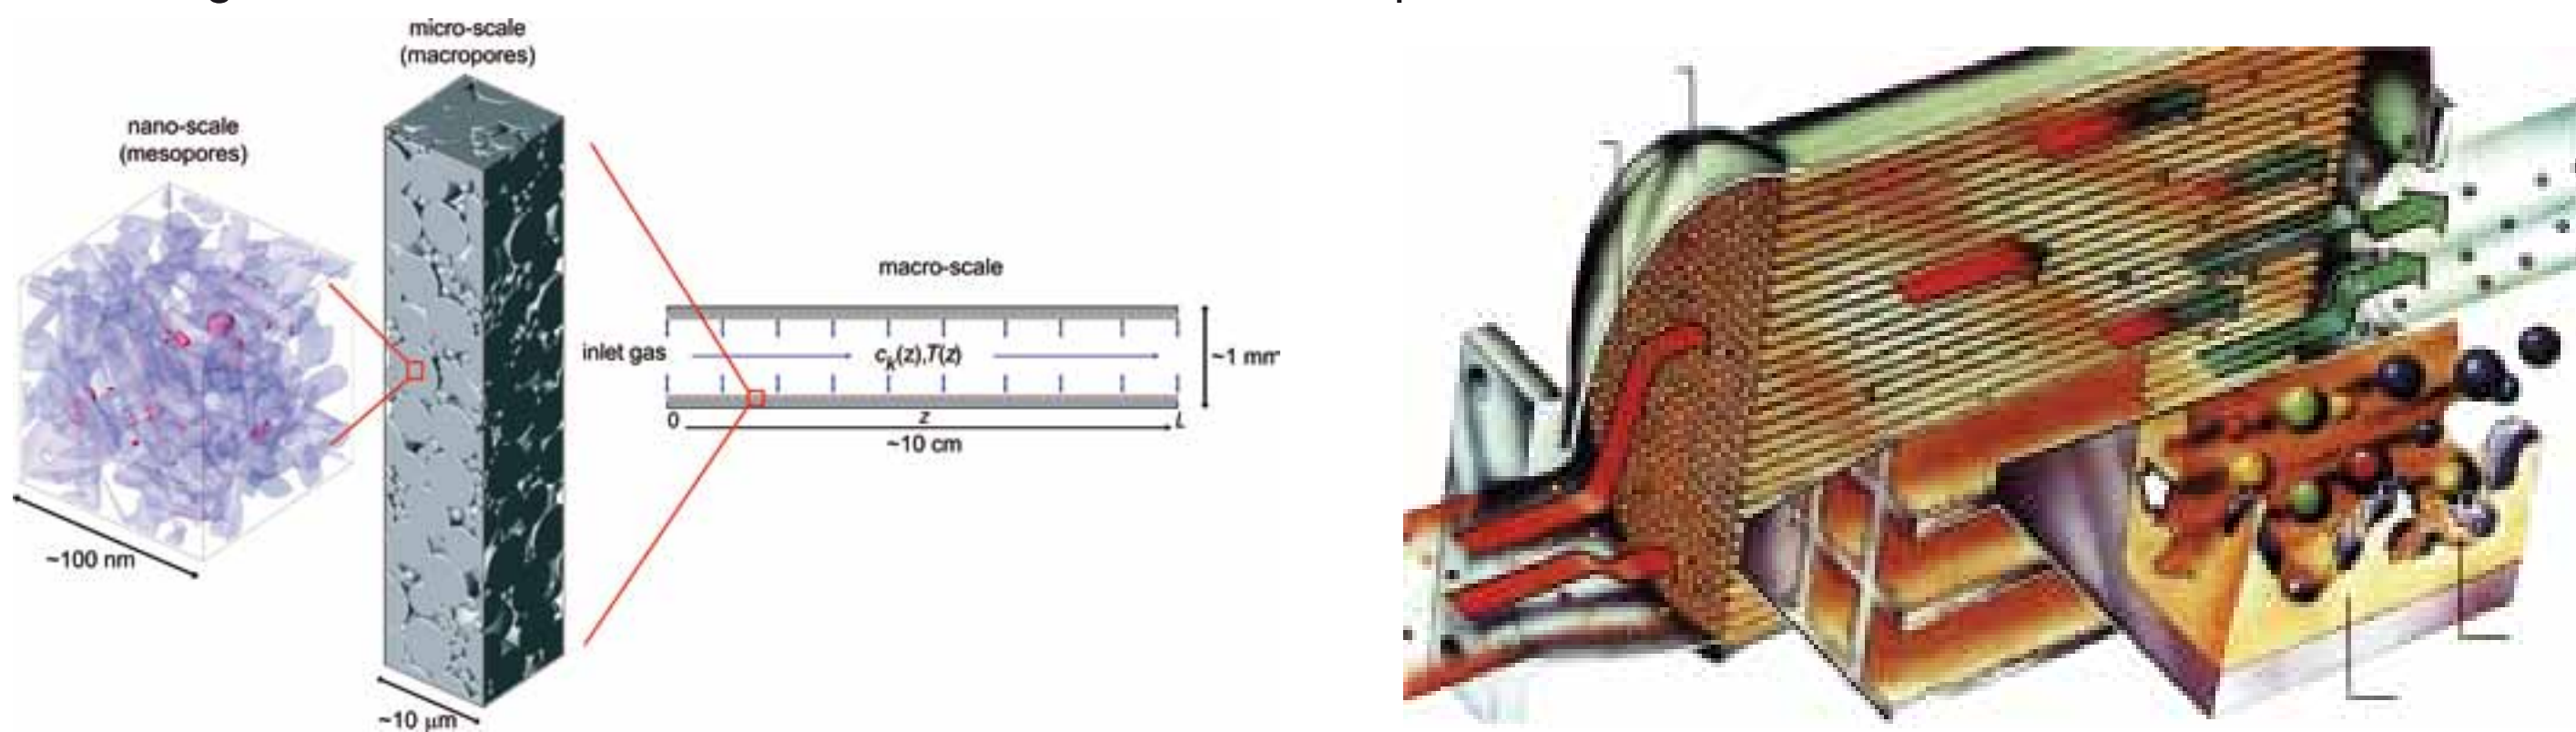 micro-scale
(macropores)
nano-scale
(mesopores)
macro-scale
inlet gas
cₖ(z),T(z)
~1 mm
0
z
L
~10 cm
~100 nm
~10 μm